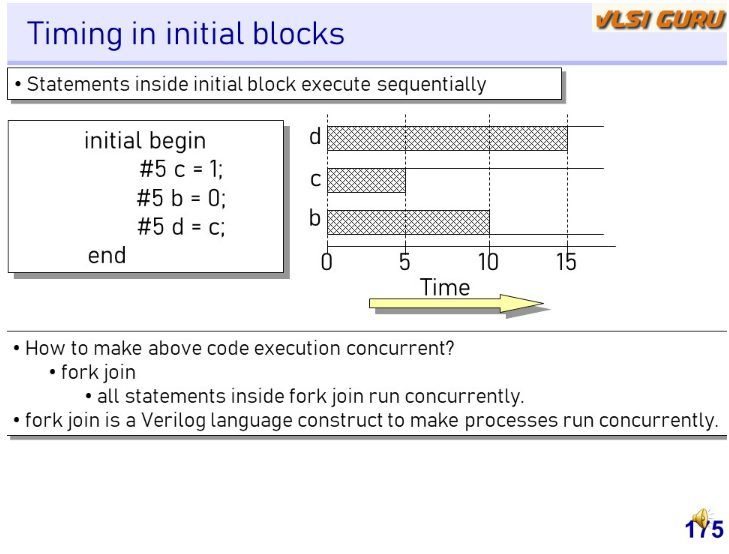 Timing in initial blocks
VLSI GURU
• Statements inside initial block execute sequentially
initial begin
#5 c = 1;
#5 b = 0;
#5 d = c;
end
d
c
b
0 5 10 15
Time
• How to make above code execution concurrent?
• fork join
• all statements inside fork join run concurrently.
• fork join is a Verilog language construct to make processes run concurrently.
175